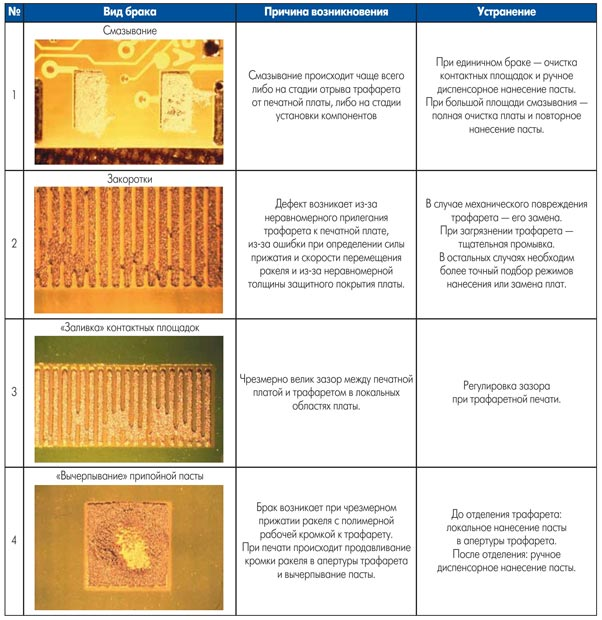 №
Вид брака
Причина возникновения
Устранение
1
Смазывание
Смазывание происходит чаще всего
либо на стадии отрыва трафарета
от печатной платы, либо на стадии
установки компонентов
При единичном браке — очистка
контактных площадок и ручное
диспенсорное нанесение пасты.
При большой площади смазывания —
полная очистка платы и повторное
нанесение пасты.
2
Закоротки
Дефект возникает из-за
неравномерного прилегания
трафарета к печатной плате,
из-за ошибки при определении силы
прижатия и скорости перемещения
ракеля и из-за неравномерной
толщины защитного покрытия платы.
В случае механического повреждения
трафарета — его замена.
При загрязнении трафарета —
тщательная промывка.
В остальных случаях необходим
более точный подбор режимов
нанесения или замена плат.
3
«Заливка» контактных площадок
Чрезмерно велик зазор между печатной
платой и трафаретом в локальных
областях платы.
Регулировка зазора
при трафаретной печати.
4
«Вычерпывание» припойной пасты
Брак возникает при чрезмерном
прижатии ракеля с полимерной
рабочей кромкой к трафарету.
При печати происходит продавливание
кромки ракеля в апертуры трафарета
и вычерпывание пасты.
До отделения трафарета:
локальное нанесение пасты
в апертуры трафарета.
После отделения: ручное
диспенсорное нанесение пасты.